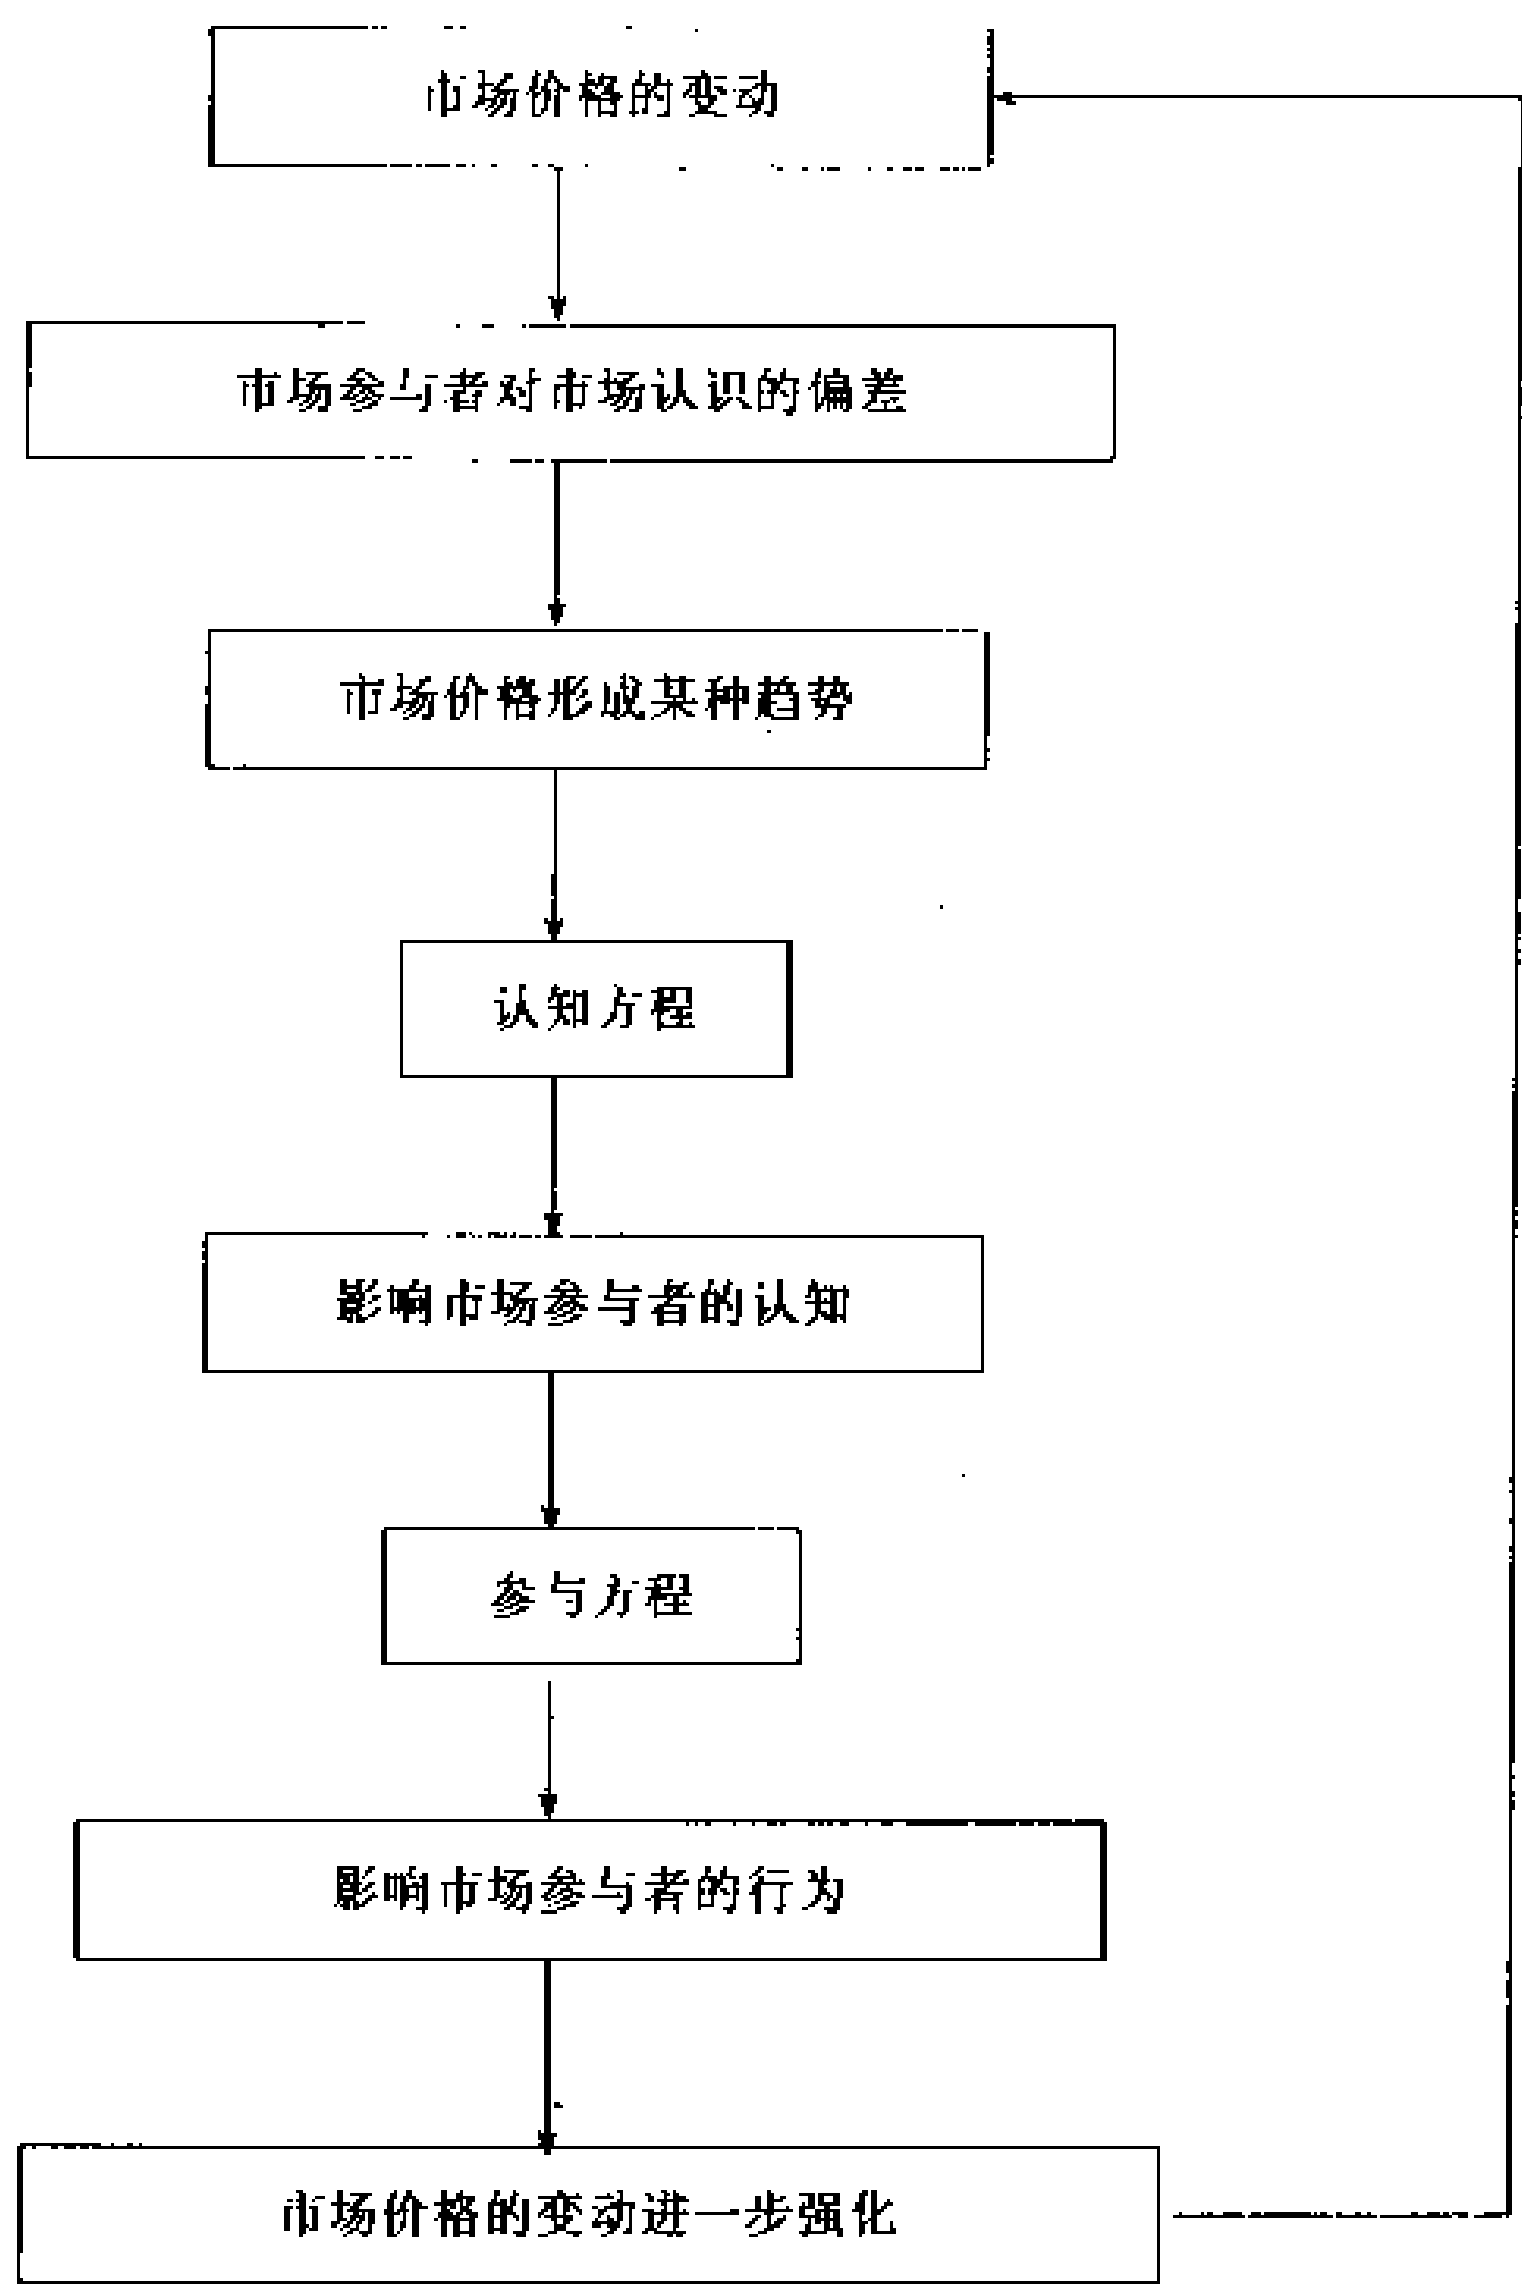 市场价格的变动
市场参与者对市场认识的偏差
市场价格形成某种趋势
认知方程
影响市场参与者的认知
参与方程
影响市场参与者的行为
市场价格的变动进一步强化